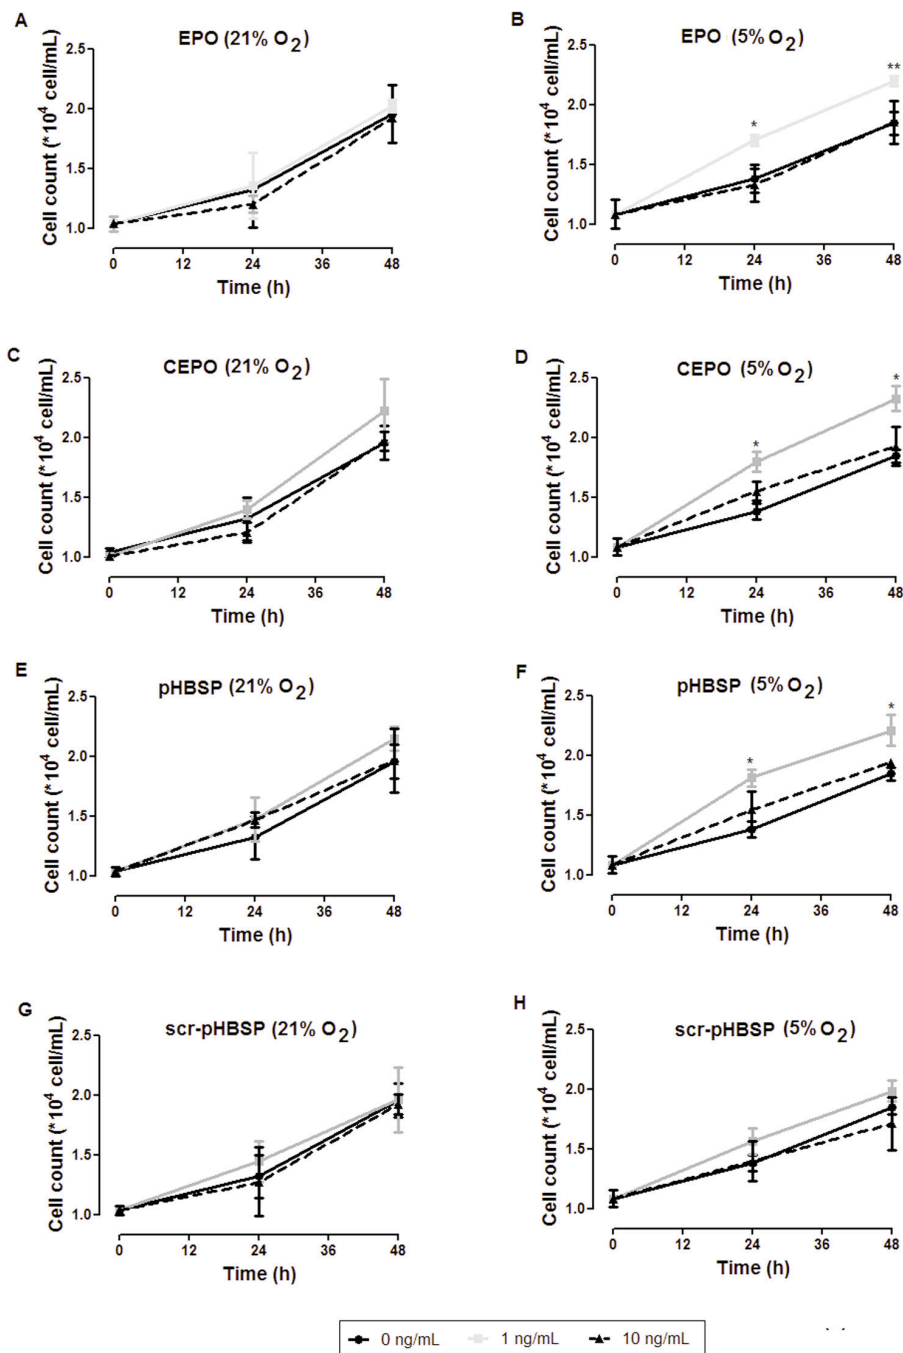 A
EPO (21% O2)
Cell count (*10^4 cell/mL)
2.5
2.0
1.5
1.0
0 12 24 36 48
Time (h)
B
EPO (5% O2)
Cell count (*10^4 cell/mL)
2.5
2.0
1.5
1.0
*
**
0 12 24 36 48
Time (h)
C
CEPO (21% O2)
Cell count (*10^4 cell/mL)
2.5
2.0
1.5
1.0
0 12 24 36 48
Time (h)
D
CEPO (5% O2)
Cell count (*10^4 cell/mL)
2.5
2.0
1.5
1.0
*
*
0 12 24 36 48
Time (h)
E
pHBSP (21% O2)
Cell count (*10^4 cell/mL)
2.5
2.0
1.5
1.0
0 12 24 36 48
Time (h)
F
pHBSP (5% O2)
Cell count (*10^4 cell/mL)
2.5
2.0
1.5
1.0
*
*
0 12 24 36 48
Time (h)
G
scr-pHBSP (21% O2)
Cell count (*10^4 cell/mL)
2.5
2.0
1.5
1.0
0 12 24 36 48
Time (h)
H
scr-pHBSP (5% O2)
Cell count (*10^4 cell/mL)
2.5
2.0
1.5
1.0
0 12 24 36 48
Time (h)
0 ng/mL 1 ng/mL 10 ng/mL